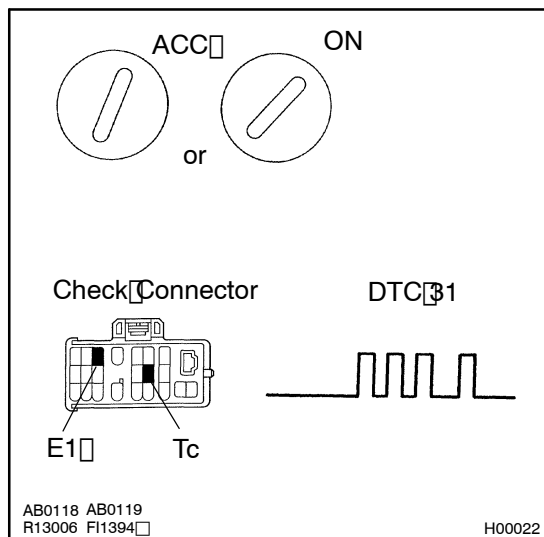 ACC□ ON
or
Check□Connector DTC□31
E1□ Tc
AB0118 AB0119
R13006 FI1394□ H00022